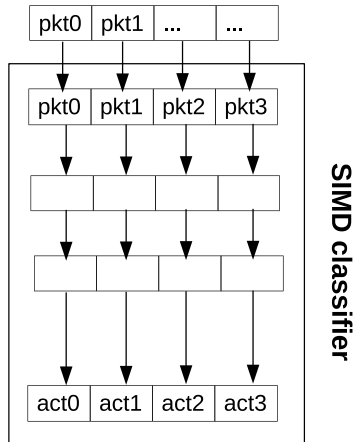 pkt0 pkt1 ... ...
pkt0 pkt1 pkt2 pkt3
act0 act1 act2 act3
SIMD classifier